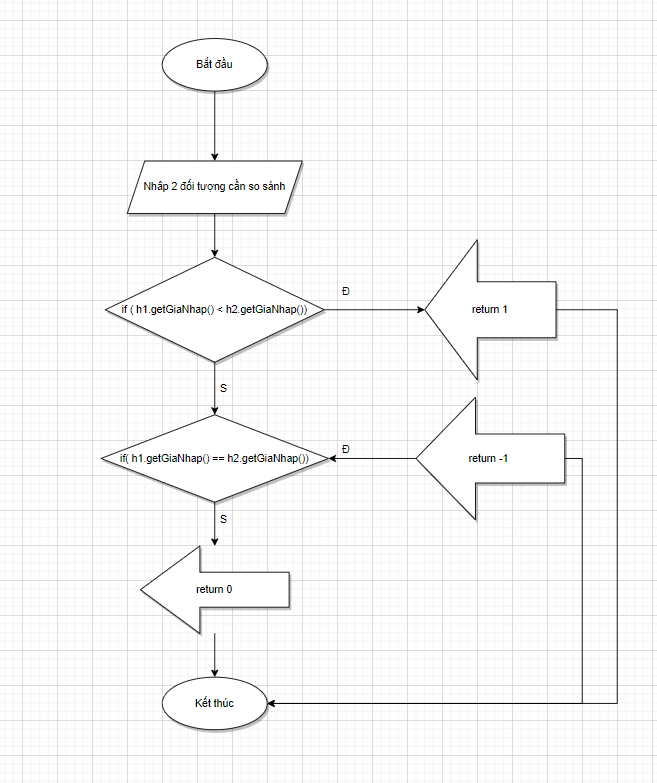 Bắt đầu
Nhâp 2 đối tượng cần so sánh
if ( h1.getGiaNhap() < h2.getGiaNhap())
Đ
return 1
S
if( h1.getGiaNhap() == h2.getGiaNhap())
Đ
return -1
S
return 0
Kết thúc